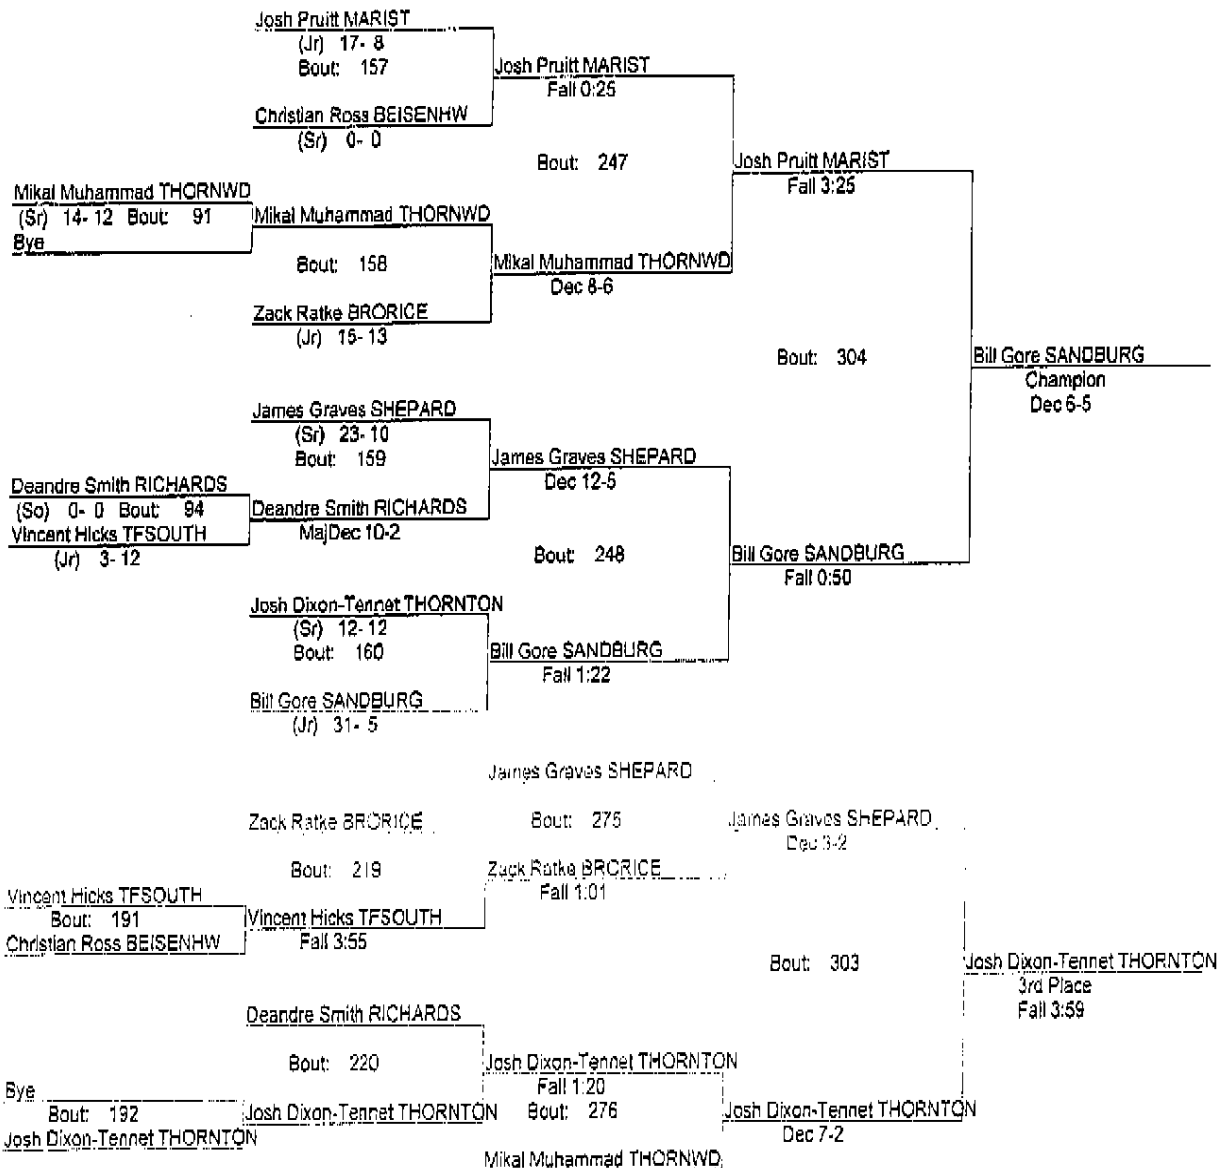 Josh Pruitt MARIST
(Jr) 17- 8
Bout: 157
Josh Pruitt MARIST
Fall 0:25
Christian Ross BEISENHW
(Sr) 0- 0
Bout: 247
Josh Pruitt MARIST
Fall 3:25
Mikal Muhammad THORNWD
(Sr) 14- 12 Bout: 91
Bye
Mikal Muhammad THORNWD
Bout: 158
Mikal Muhammad THORNWD
Dec 8-6
Zack Ratke BRORICE
(Jr) 15- 13
Bout: 304
Bill Gore SANDBURG
Champion
Dec 6-5
James Graves SHEPARD
(Sr) 23- 10
Bout: 159
James Graves SHEPARD
Dec 12-5
Deandre Smith RICHARDS
(So) 0- 0 Bout: 94
Vincent Hicks TFSOUTH
(Jr) 3- 12
Deandre Smith RICHARDS
MajDec 10-2
Bout: 248
Bill Gore SANDBURG
Fall 0:50
Josh Dixon-Tennet THORNTON
(Sr) 12- 12
Bout: 160
Bill Gore SANDBURG
Fall 1:22
Bill Gore SANDBURG
(Jr) 31- 5
James Graves SHEPARD
Zack Ratke BRORICE
Bout: 275
James Graves SHEPARD
Dec 3-2
Bout: 219
Zack Ratke BRORICE
Fall 1:01
Vincent Hicks TFSOUTH
Bout: 191
Christian Ross BEISENHW
Vincent Hicks TFSOUTH
Fall 3:55
Bout: 303
Josh Dixon-Tennet THORNTON
3rd Place
Fall 3:59
Deandre Smith RICHARDS
Bout: 220
Josh Dixon-Tennet THORNTON
Fall 1:20
Bye
Bout: 192
Josh Dixon-Tennet THORNTON
Josh Dixon-Tennet THORNTON
Bout: 276
Josh Dixon-Tennet THORNTON
Dec 7-2
Mikal Muhammad THORNWD